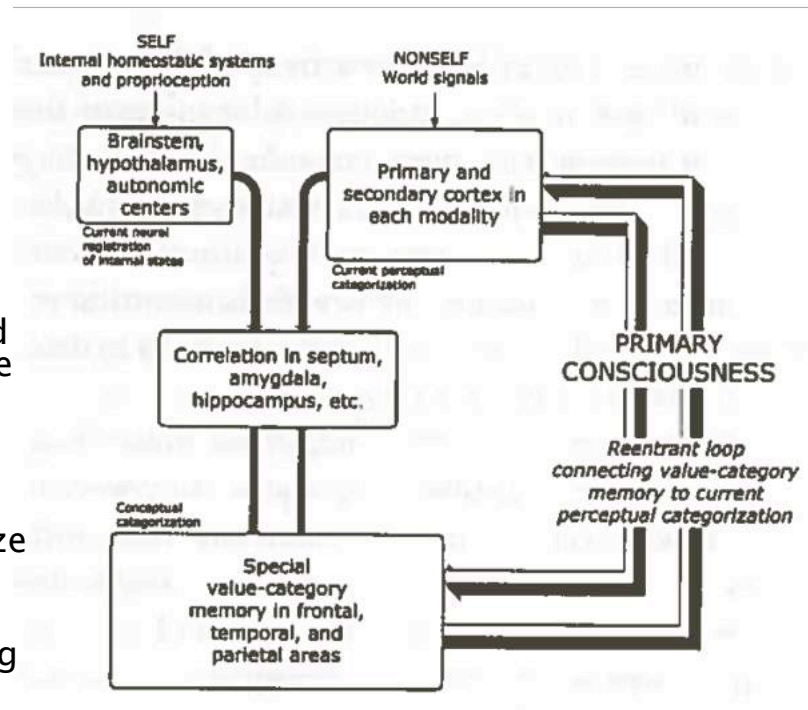 SELF
Internal homeostatic systems
and proprioception
NONSELF
World signals
Brainstem,
hypothalamus,
autonomic
centers
Current neural
registration
of internal states
Primary and
secondary cortex in
each modality
Current perceptual
categorization
Correlation in septum,
amygdala,
hippocampus, etc.
PRIMARY
CONSCIOUSNESS
Reentrant loop
connecting value-category
memory to current
perceptual categorization
Conceptual
categorization
Special
value-category
memory in frontal,
temporal, and
parietal areas